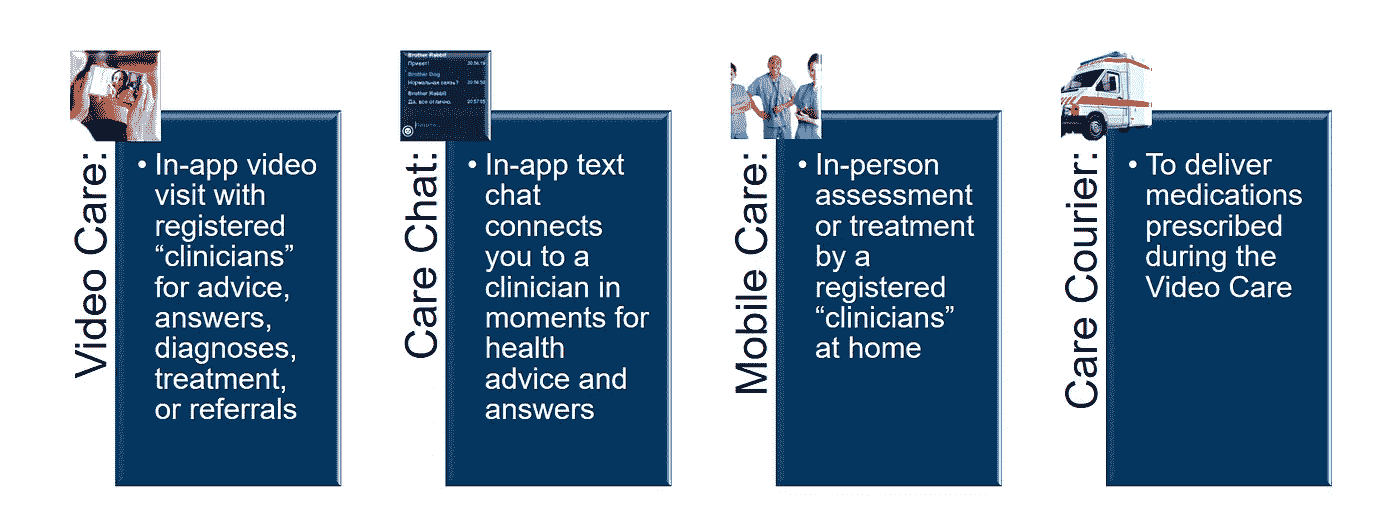 Brother Rabbit
Привет! 20:56:19
Brother Dog
Нормальная связь? 20:56:50
Brother Rabbit
Да, все отлично. 20:57:05
Video Care:
• In-app video
visit with
registered
“clinicians”
for advice,
answers,
diagnoses,
treatment,
or referrals
Care Chat:
• In-app text
chat
connects
you to a
clinician in
moments for
health
advice and
answers
Mobile Care:
• In-person
assessment
or treatment
by a
registered
“clinicians”
at home
Care Courier:
• To deliver
medications
prescribed
during the
Video Care